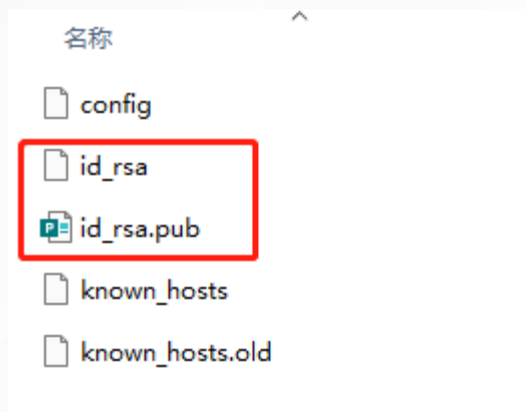 名称
config
id_rsa
id_rsa.pub
known_hosts
known_hosts.old